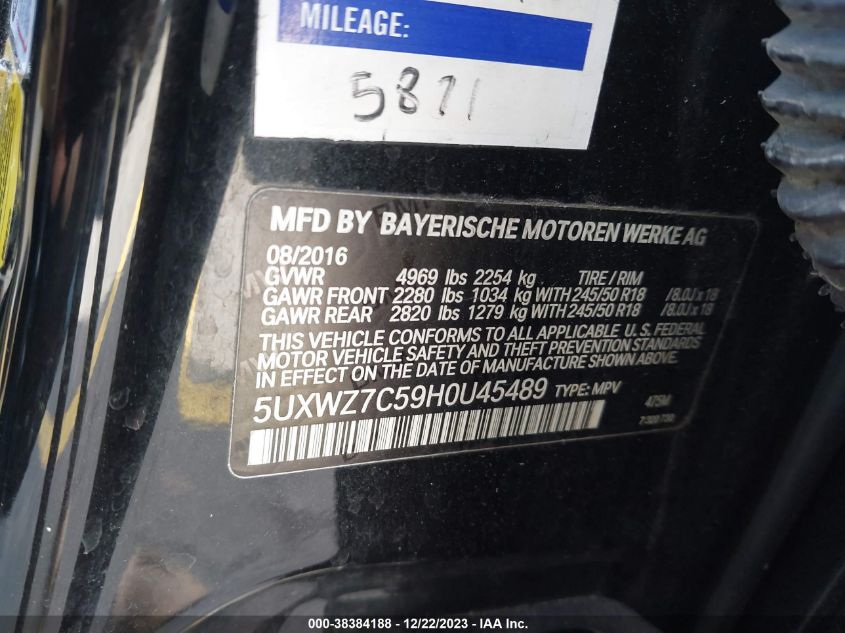 MILEAGE:
5871
MFD BY BAYERISCHE MOTOREN WERKE AG
08/2016
GVWR 4969 lbs 2254 kg TIRE / RIM
GAWR FRONT 2280 lbs 1034 kg WITH 245/50 R18 /8.0J x 18
GAWR REAR 2820 lbs 1279 kg WITH 245/50 R18 /8.0J x 18
THIS VEHICLE CONFORMS TO ALL APPLICABLE U.S. FEDERAL
MOTOR VEHICLE SAFETY AND THEFT PREVENTION STANDARDS
IN EFFECT ON THE DATE OF MANUFACTURE SHOWN ABOVE.
5UXWZ7C59H0U45489 TYPE: MPV 475M
000-38384188 - 12/22/2023 - IAAI.com